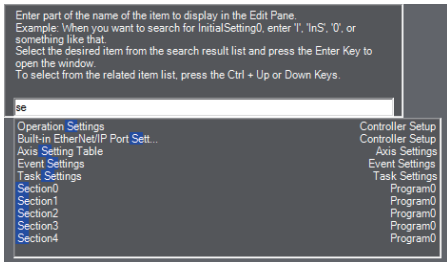 Enter part of the name of the item to display in the Edit Pane.
Example: When you want to search for InitialSetting0, enter 'I', 'InS', '0', or
something like that.
Select the desired item from the search result list and press the Enter Key to
open the window.
To select from the related item list, press the Ctrl + Up or Down Keys.
se
Operation Settings Controller Setup
Built-in EtherNet/IP Port Sett... Controller Setup
Axis Setting Table Axis Settings
Event Settings Event Settings
Task Settings Task Settings
Section0 Program0
Section1 Program0
Section2 Program0
Section3 Program0
Section4 Program0